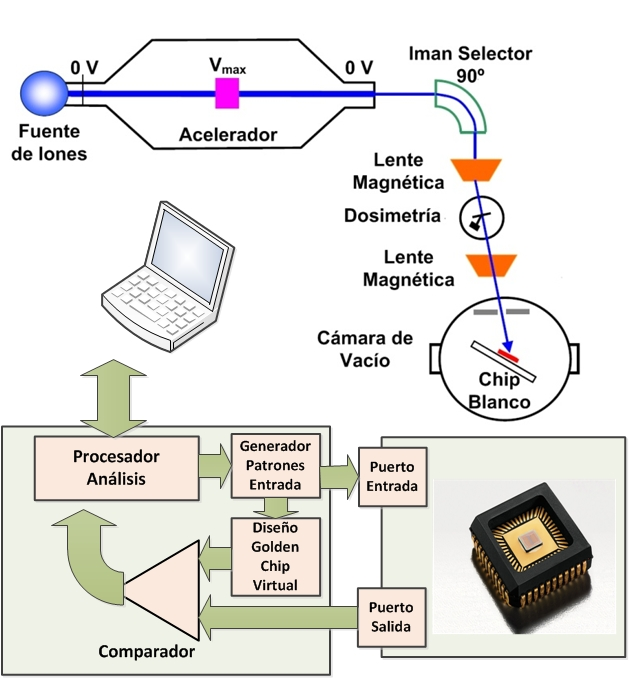 0 V
V max
0 V
Iman Selector
90º
Fuente
de Iones
Acelerador
Lente
Magnética
Dosimetría
Lente
Magnética
Cámara de
Vacío
Chip
Blanco
Procesador
Análisis
Generador
Patrones
Entrada
Puerto
Entrada
Diseño
Golden
Chip
Virtual
Puerto
Salida
Comparador